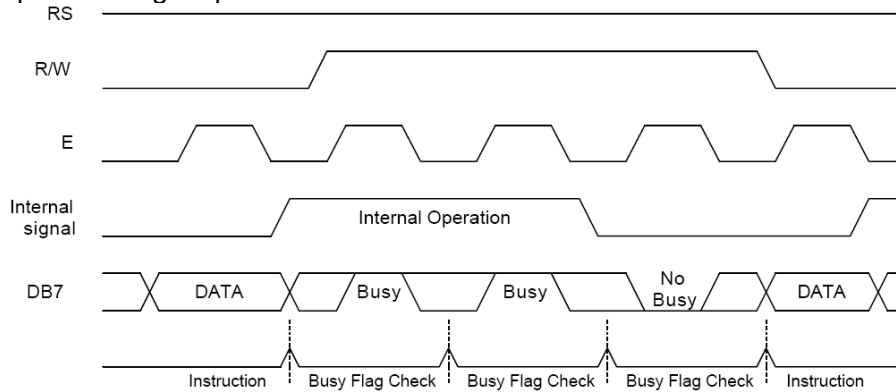 RS
R/W
E
Internal
signal
Internal Operation
DB7
DATA
Busy
Busy
No
Busy
DATA
Instruction
Busy Flag Check
Busy Flag Check
Busy Flag Check
Instruction